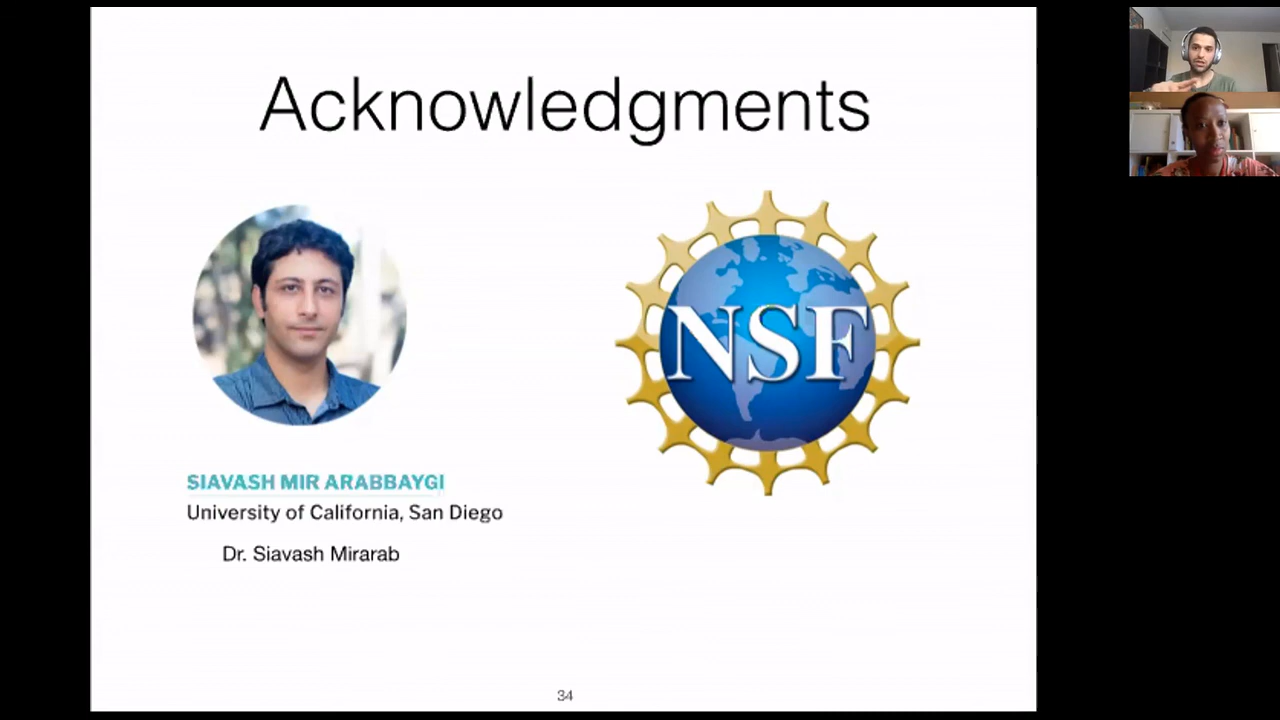 Acknowledgments
NSF
SIAVASH MIR ARABBAYGI
University of California, San Diego
Dr. Siavash Mirarab
34